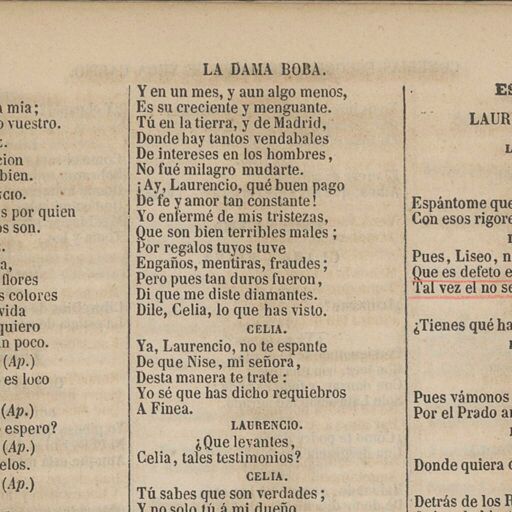 LA DAMA BOBA.
mia;
vuestro.
cion
bien.
CIO.
s por quien
os son.
a,
flores
s colores
vida
quiero
n poco.
(Ap.)
es loco
(Ap.)
espero?
(Ap.)
elos.
(Ap.)
Y en un mes, y aun algo menos,
Es su creciente y menguante.
Tú en la tierra, y de Madrid,
Donde hay tantos vendabales
De intereses en los hombres,
No fué milagro mudarte.
¡Ay, Laurencio, qué buen pago
De fe y amor tan constante!
Yo enfermé de mis tristezas,
Que son bien terribles males;
Por regalos tuyos tuve
Engaños, mentiras, fraudes;
Pero pues tan duros fueron,
Di que me diste diamantes.
Dile, Celia, lo que has visto.
CELIA.
Ya, Laurencio, no te espante
De que Nise, mi señora,
Desta manera te trate:
Yo sé que has dicho requiebros
A Finea.
LAURENCIO.
¿Que levantes,
Celia, tales testimonios?
CELIA.
Tú sabes que son verdades;
Y no solo tú á mi dueño
ES
LAUR
L
Espántome que
Con esos rigore
Pues, Liseo, n
Que es defeto e
Tal vez el no se
¿Tienes qué ha
Pues vámonos
Por el Prado a
Donde quiera
Detrás de los R